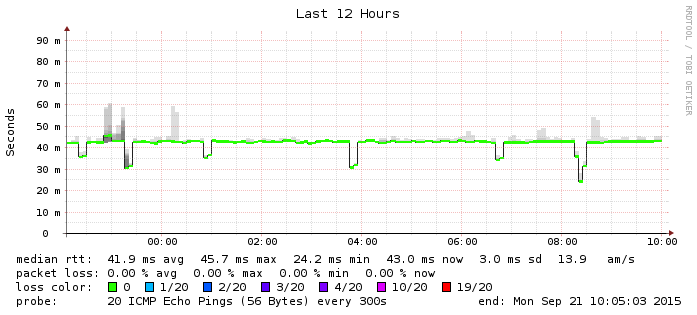 Last 12 Hours
RRDTOOL / TOBI OETIKER
Seconds
90 m
80 m
70 m
60 m
50 m
40 m
30 m
20 m
10 m
0
00:00 02:00 04:00 06:00 08:00 10:00
median rtt: 41.9 ms avg 45.7 ms max 24.2 ms min 43.0 ms now 3.0 ms sd 13.9 am/s
packet loss: 0.00 % avg 0.00 % max 0.00 % min 0.00 % now
loss color: 0 1/20 2/20 3/20 4/20 10/20 19/20
probe: 20 ICMP Echo Pings (56 Bytes) every 300s end: Mon Sep 21 10:05:03 2015